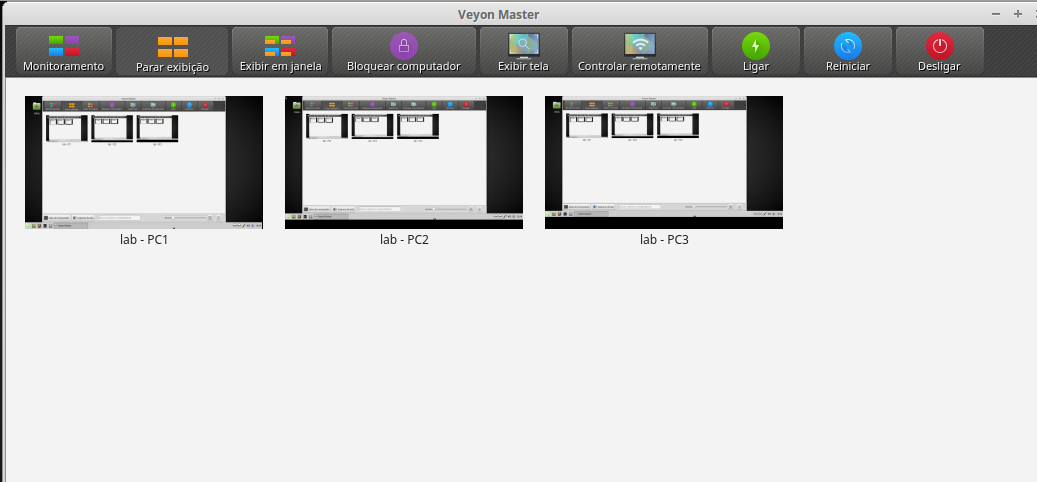 Veyon Master
Monitoramento
Parar exibição
Exibir em janela
Bloquear computador
Exibir tela
Controlar remotamente
Ligar
Reiniciar
Desligar
lab - PC1
lab - PC2
lab - PC3